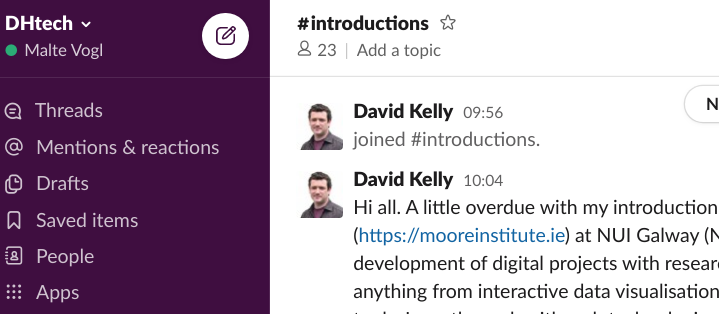 DHtech
Malte Vogl
Threads
Mentions & reactions
Drafts
Saved items
People
Apps
#introductions
23 | Add a topic
David Kelly 09:56
joined #introductions.
N
David Kelly 10:04
Hi all. A little overdue with my introduction
(https://mooreinstitute.ie) at NUI Galway (N
development of digital projects with resear
anything from interactive data visualisation